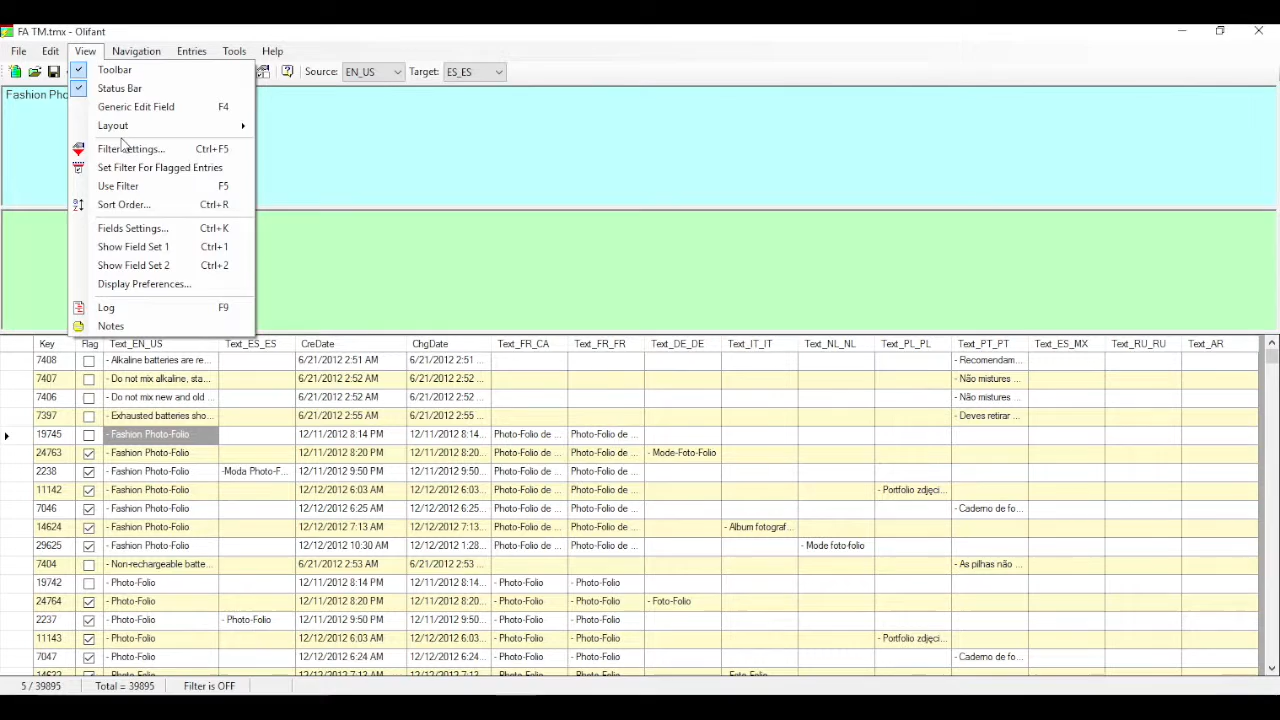 FA TM.tmx - Olifant
File Edit View Navigation Entries Tools Help
Source: EN_US Target: ES_ES
Fashion Pho
Toolbar
Status Bar
Generic Edit Field F4
Layout
Filter Settings... Ctrl+F5
Set Filter For Flagged Entries
Use Filter F5
Sort Order... Ctrl+R
Fields Settings... Ctrl+K
Show Field Set 1 Ctrl+1
Show Field Set 2 Ctrl+2
Display Preferences...
Log F9
Notes
Key Flag Text_EN_US Text_ES_ES CreDate ChgDate Text_FR_CA Text_FR_FR Text_DE_DE Text_IT_IT Text_NL_NL Text_PL_PL Text_PT_PT Text_ES_MX Text_RU_RU Text_AR
7408 - Alkaline batteries are re... 6/21/2012 2:51 AM 6/21/2012 2:51 ... - Recomendam...
7407 - Do not mix alkaline, sta... 6/21/2012 2:52 AM 6/21/2012 2:52 ... - Não mistures ...
7406 - Do not mix new and old ... 6/21/2012 2:52 AM 6/21/2012 2:52 ... - Não mistures ...
7397 - Exhausted batteries sho... 6/21/2012 2:55 AM 6/21/2012 2:55 ... - Deves retirar ...
19745 - Fashion Photo-Folio 12/11/2012 8:14 PM 12/11/2012 8:14... Photo-Folio de ... Photo-Folio de ...
24763 - Fashion Photo-Folio 12/11/2012 8:20 PM 12/11/2012 8:20... Photo-Folio de ... Photo-Folio de ... - Mode-Foto-Folio
2238 - Fashion Photo-Folio -Moda Photo-F... 12/11/2012 9:50 PM 12/11/2012 9:50... Photo-Folio de ... Photo-Folio de ...
11142 - Fashion Photo-Folio 12/12/2012 6:03 AM 12/12/2012 6:03... Photo-Folio de ... Photo-Folio de ... - Portfolio zdjęci...
7046 - Fashion Photo-Folio 12/12/2012 6:25 AM 12/12/2012 6:25... Photo-Folio de ... Photo-Folio de ... - Caderno de fo...
14624 - Fashion Photo-Folio 12/12/2012 7:13 AM 12/12/2012 7:13... Photo-Folio de ... Photo-Folio de ... - Album fotograf...
29625 - Fashion Photo-Folio 12/12/2012 10:30 AM 12/12/2012 1:28... Photo-Folio de ... Photo-Folio de ... - Mode foto-folio
7404 - Non-rechargeable batte... 6/21/2012 2:53 AM 6/21/2012 2:53 ... - As pilhas não ...
19742 - Photo-Folio 12/11/2012 8:14 PM 12/11/2012 8:14... - Photo-Folio - Photo-Folio
24764 - Photo-Folio 12/11/2012 8:20 PM 12/11/2012 8:20... - Photo-Folio - Photo-Folio - Foto-Folio
2237 - Photo-Folio - Photo-Folio 12/11/2012 9:50 PM 12/11/2012 9:50... - Photo-Folio - Photo-Folio
11143 - Photo-Folio 12/12/2012 6:03 AM 12/12/2012 6:03... - Photo-Folio - Photo-Folio - Portfolio zdjęci...
7047 - Photo-Folio 12/12/2012 6:24 AM 12/12/2012 6:24... - Photo-Folio - Photo-Folio - Caderno de fo...
5 / 39895 Total = 39895 Filter is OFF